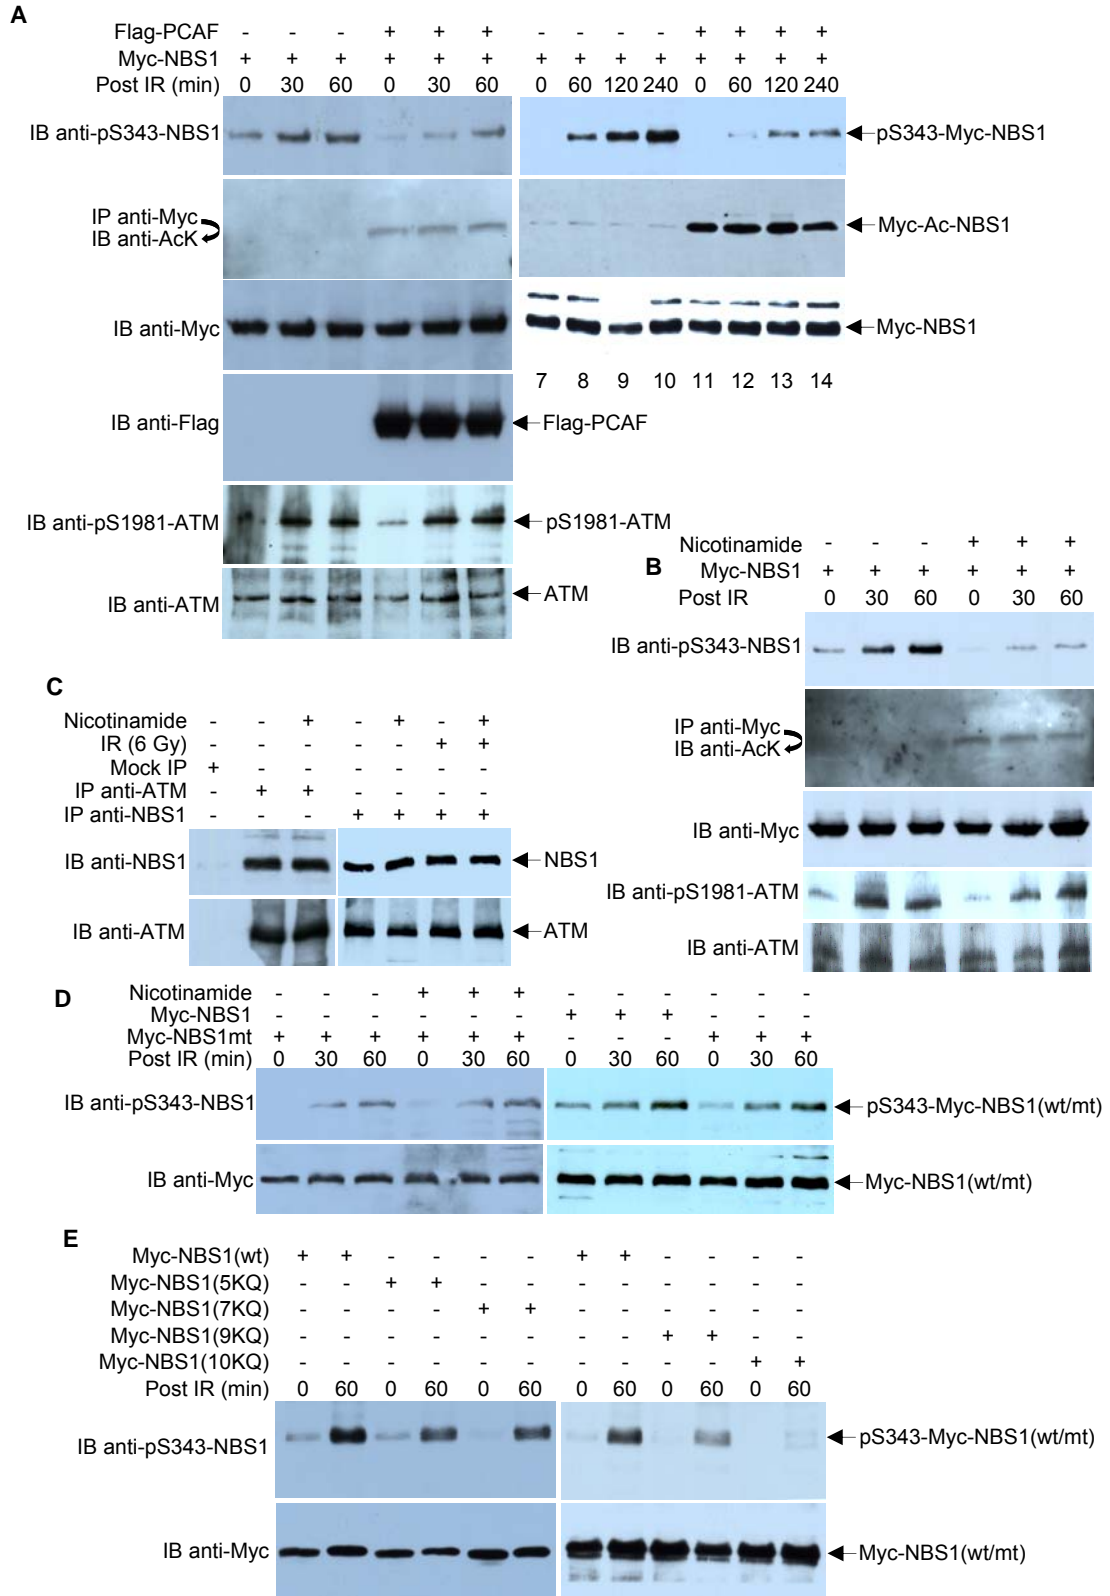 A
Flag-PCAF - - - + + + - - - - + + + +
Myc-NBS1 + + + + + + + + + + + + + +
Post IR (min) 0 30 60 0 30 60 0 60 120 240 0 60 120 240
IB anti-pS343-NBS1 pS343-Myc-NBS1
IP anti-Myc
IB anti-AcK Myc-Ac-NBS1
IB anti-Myc Myc-NBS1
7 8 9 10 11 12 13 14
IB anti-Flag Flag-PCAF
IB anti-pS1981-ATM pS1981-ATM
IB anti-ATM ATM
B
Nicotinamide - - - + + +
Myc-NBS1 + + + + + +
Post IR 0 30 60 0 30 60
IB anti-pS343-NBS1
IP anti-Myc
IB anti-AcK
IB anti-Myc
IB anti-pS1981-ATM
IB anti-ATM
C
Nicotinamide - - + - + - +
IR (6 Gy) - - - - - + +
Mock IP + - - - - - -
IP anti-ATM - + + - - - -
IP anti-NBS1 - - - + + + +
IB anti-NBS1 NBS1
IB anti-ATM ATM
D
Nicotinamide - - - + + + - - - - - -
Myc-NBS1 - - - - - - + + + - - -
Myc-NBS1mt + + + + + + - - - + + +
Post IR (min) 0 30 60 0 30 60 0 30 60 0 30 60
IB anti-pS343-NBS1 pS343-Myc-NBS1(wt/mt)
IB anti-Myc Myc-NBS1(wt/mt)
E
Myc-NBS1(wt) + + - - - - + + - - - -
Myc-NBS1(5KQ) - - + + - - - - - - - -
Myc-NBS1(7KQ) - - - - + + - - - - - -
Myc-NBS1(9KQ) - - - - - - - - + + - -
Myc-NBS1(10KQ) - - - - - - - - - - + +
Post IR (min) 0 60 0 60 0 60 0 60 0 60 0 60
IB anti-pS343-NBS1 pS343-Myc-NBS1(wt/mt)
IB anti-Myc Myc-NBS1(wt/mt)